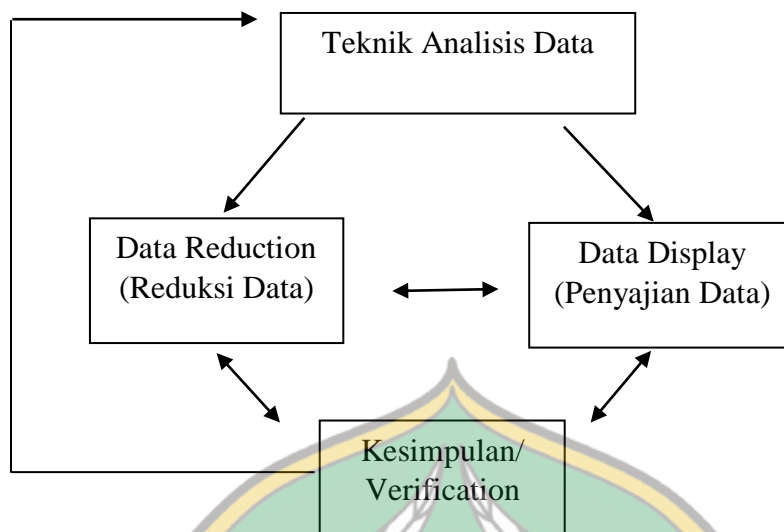 Teknik Analisis Data
Data Reduction
(Reduksi Data)
Data Display
(Penyajian Data)
Kesimpulan/
Verification